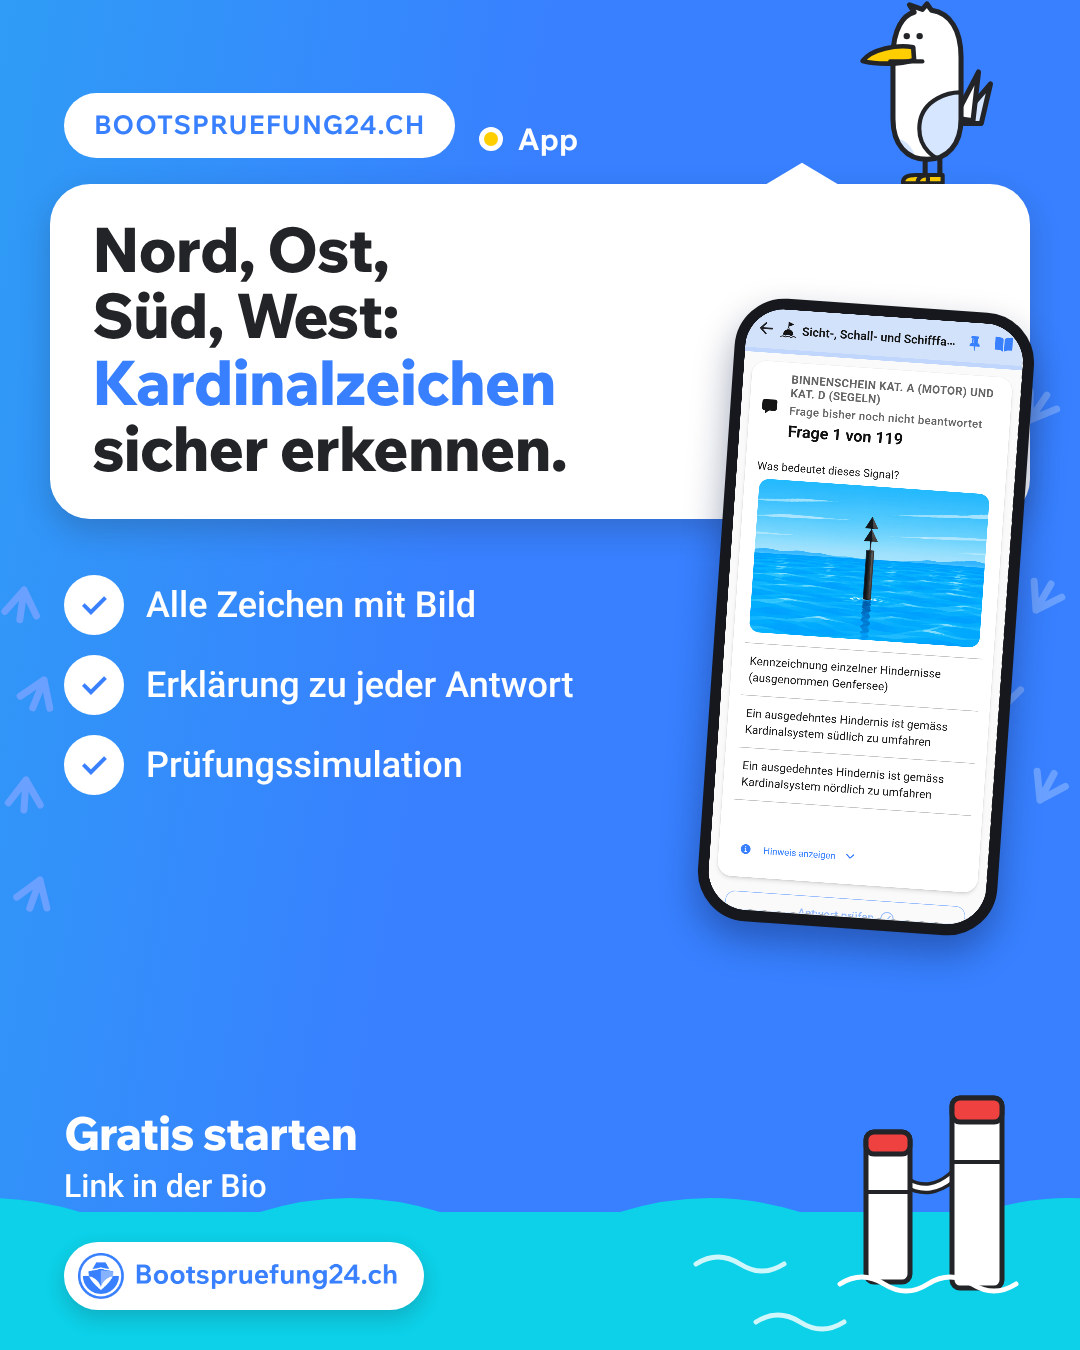 BOOTSPRUEFUNG24.CH
App
Nord, Ost,
Süd, West:
Kardinalzeichen
sicher erkennen.
Sicht-, Schall- und Schifffa...
BINNENSCHEIN KAT. A (MOTOR) UND
KAT. D (SEGELN)
Frage bisher noch nicht beantwortet
Frage 1 von 119
Was bedeutet dieses Signal?
Kennzeichnung einzelner Hindernisse
(ausgenommen Genfersee)
Ein ausgedehntes Hindernis ist gemäss
Kardinalsystem südlich zu umfahren
Ein ausgedehntes Hindernis ist gemäss
Kardinalsystem nördlich zu umfahren
Hinweis anzeigen
Antwort prüfen
Alle Zeichen mit Bild
Erklärung zu jeder Antwort
Prüfungssimulation
Gratis starten
Link in der Bio
Bootspruefung24.ch